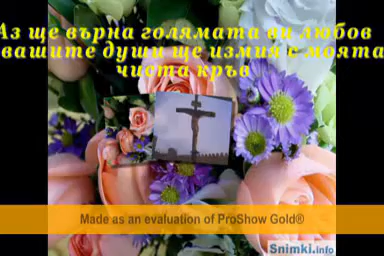 Аз ще върна голямата ви любов
вашите души ще измия с моята
чиста кръв
Made as an evaluation of ProShow Gold®
Snimki.info